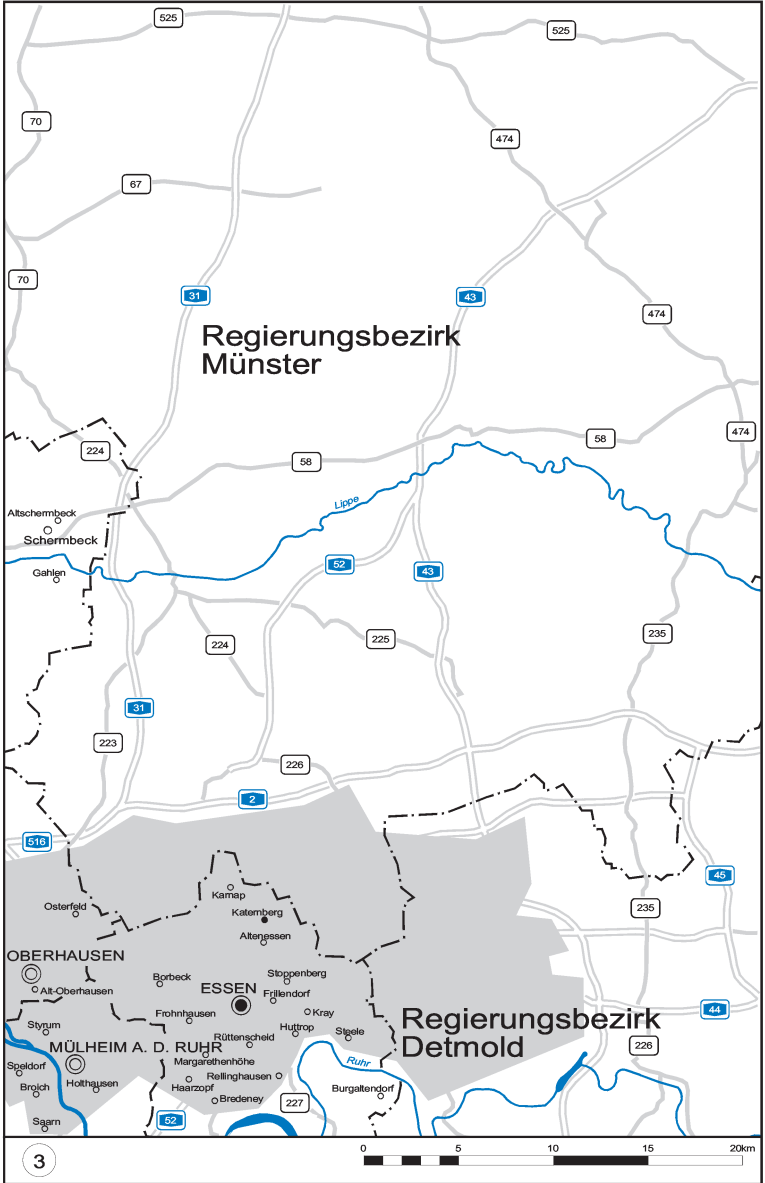 525
525
70
474
67
70
31
43
474
Regierungsbezirk
Münster
474
58
224
58
Lippe
Altschermbeck
Schermbeck
52
43
Gahlen
235
225
224
31
223
226
2
516
45
Karnap
235
Osterfeld
Katernberg
Altenessen
OBERHAUSEN
Stoppenberg
Borbeck
Alt-Oberhausen
ESSEN
Frillendorf
44
Frohnhausen
Kray
Regierungsbezirk
Detmold
Styrum
Huttrop
Steele
Rüttenscheid
226
MÜLHEIM A. D. RUHR
Margarethenhöhe
Ruhr
Speldorf
Rellinghausen
Broich
Holthausen
Haarzopf
Burgaltendorf
Bredeney
227
Saarn
52
3
0 5 10 15 20km